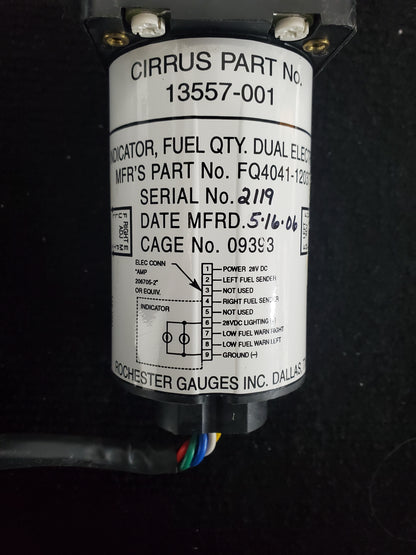 CIRRUS PART No.
13557-001
INDICATOR, FUEL QTY. DUAL ELECT
MFR'S PART No. FQ4041-1203
SERIAL No. 2119
DATE MFRD. 5·16·06
CAGE No. 09393
ELEC CONN
"AMP
206705-2"
OR EQUIV.
INDICATOR
1 POWER 28V DC
2 LEFT FUEL SENDER
3 NOT USED
4 RIGHT FUEL SENDER
5 NOT USED
6 28VDC LIGHTING (+)
7 LOW FUEL WARN RIGHT
8 LOW FUEL WARN LEFT
9 GROUND (–)
ROCHESTER GAUGES INC. DALLAS, T